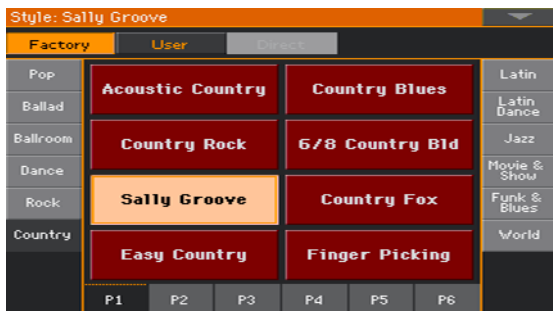 Style: Sally Groove
Factory User Direct
Pop
Ballad
Ballroom
Dance
Rock
Country
Acoustic Country
Country Blues
Country Rock
6/8 Country Bld
Sally Groove
Country Fox
Easy Country
Finger Picking
Latin
Latin
Dance
Jazz
Movie &
Show
Funk &
Blues
World
P1 P2 P3 P4 P5 P6